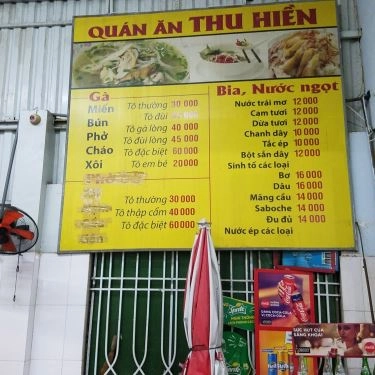 QUÁN ĂN THU HIỀN
Gà
Miến
Bún
Phở
Cháo
Xôi
Tô thường 30 000
Tô đùi
Tô gà lòng 40 000
Tô đùi lòng 45 000
Tô đặc biệt 60 000
Tô em bé 20 000
Tô thường 30 000
Tô thập cẩm 40 000
Tô đặc biệt 60 000
Bia, Nước ngọt
Nước trái mơ 12 000
Cam tươi 12 000
Dừa tươi 12 000
Chanh dây 10 000
Tắc ép 10 000
Bột sắn dây 12 000
Sinh tố các loại
Bơ 16 000
Dâu 16 000
Mãng cầu 14 000
Saboche 14 000
Đu đủ 14 000
Nước ép các loại
Sprite